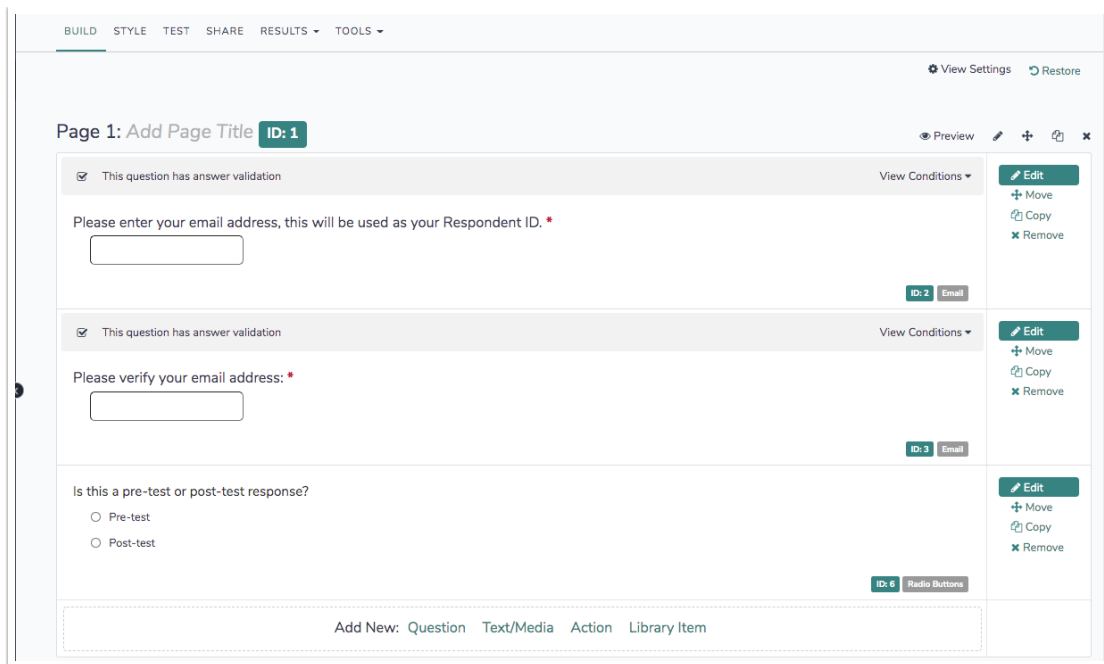 BUILD STYLE TEST SHARE RESULTS TOOLS
View Settings Restore
Page 1: Add Page Title ID: 1
Preview
This question has answer validation View Conditions
Edit
Move
Copy
Remove
Please enter your email address, this will be used as your Respondent ID. *
ID: 2 Email
This question has answer validation View Conditions
Edit
Move
Copy
Remove
Please verify your email address: *
ID: 3 Email
Is this a pre-test or post-test response?
Pre-test
Post-test
Edit
Move
Copy
Remove
ID: 6 Radio Buttons
Add New: Question Text/Media Action Library Item